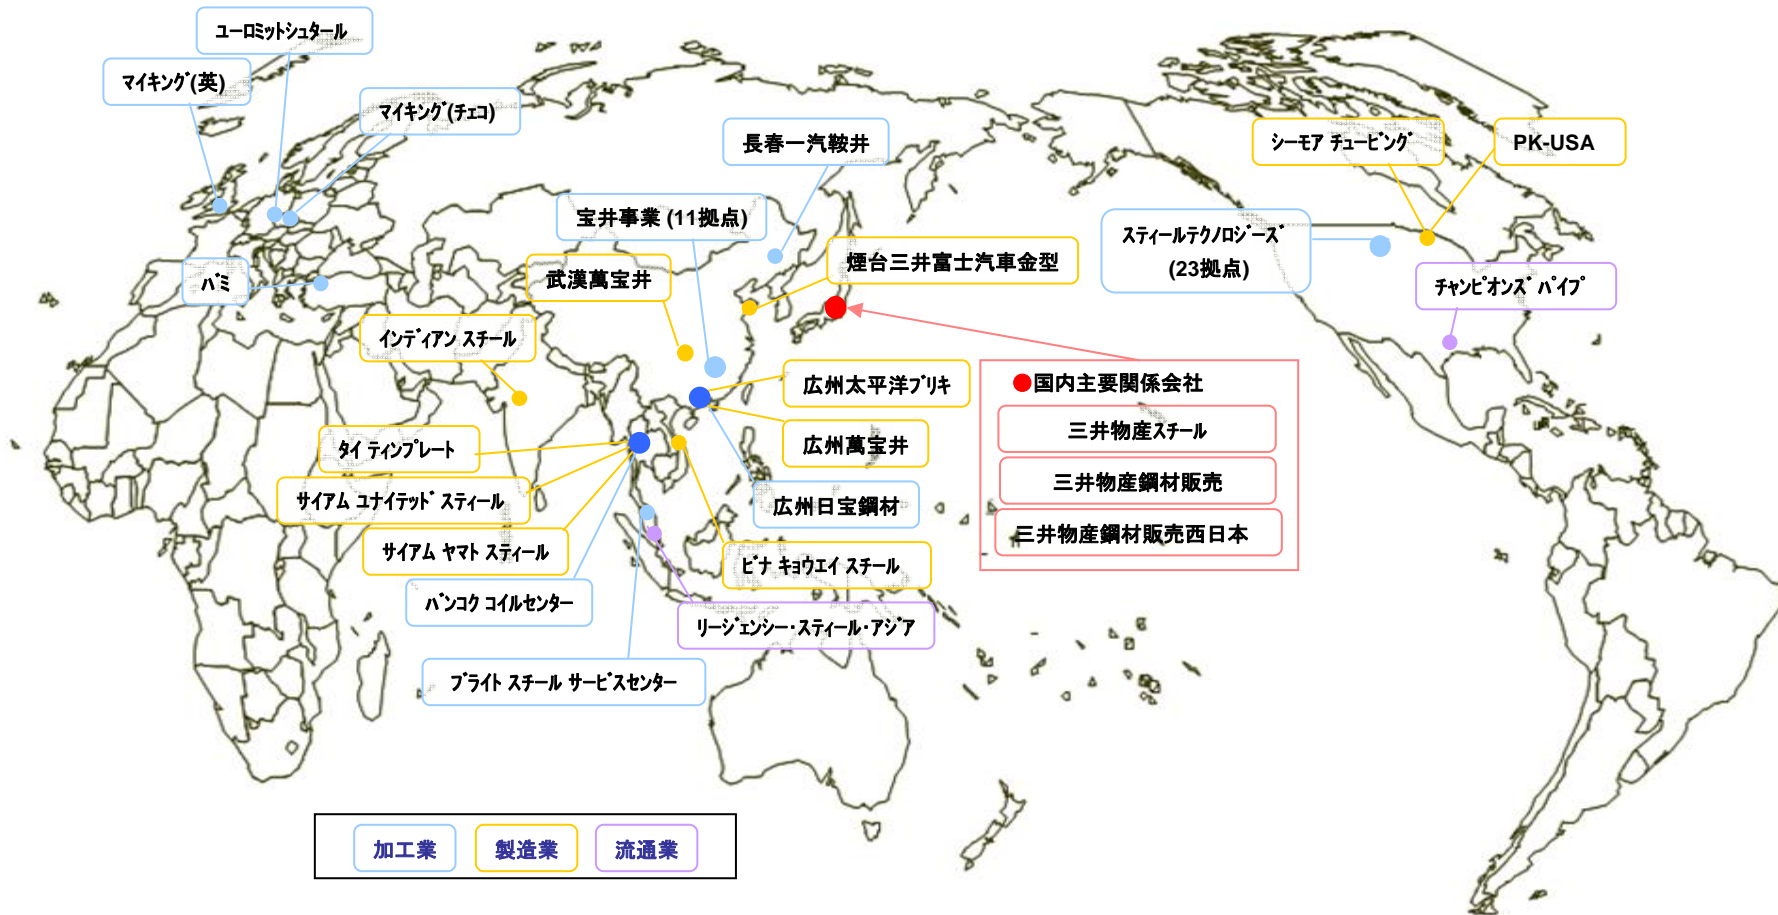 ユーロミットシュタール
マイキング(英)
マイキング(チェコ)
長春一汽鞍井
シーモア チュービング
PK-USA
宝井事業 (11拠点)
スティールテクノロジーズ
(23拠点)
武漢萬宝井
煙台三井富士汽車金型
バミ
チャンピオンズ パイプ
インディアン スチール
広州太平洋ブリキ
国内主要関係会社
三井物産スチール
タイ ティンプレート
広州萬宝井
三井物産鋼材販売
サイアム ユナイテッド スティール
広州日宝鋼材
三井物産鋼材販売西日本
サイアム ヤマト スティール
ビナ キョウエイ スチール
バンコク コイルセンター
リージェンシー・スティール・アジア
ブライト スチール サービスセンター
加工業
製造業
流通業